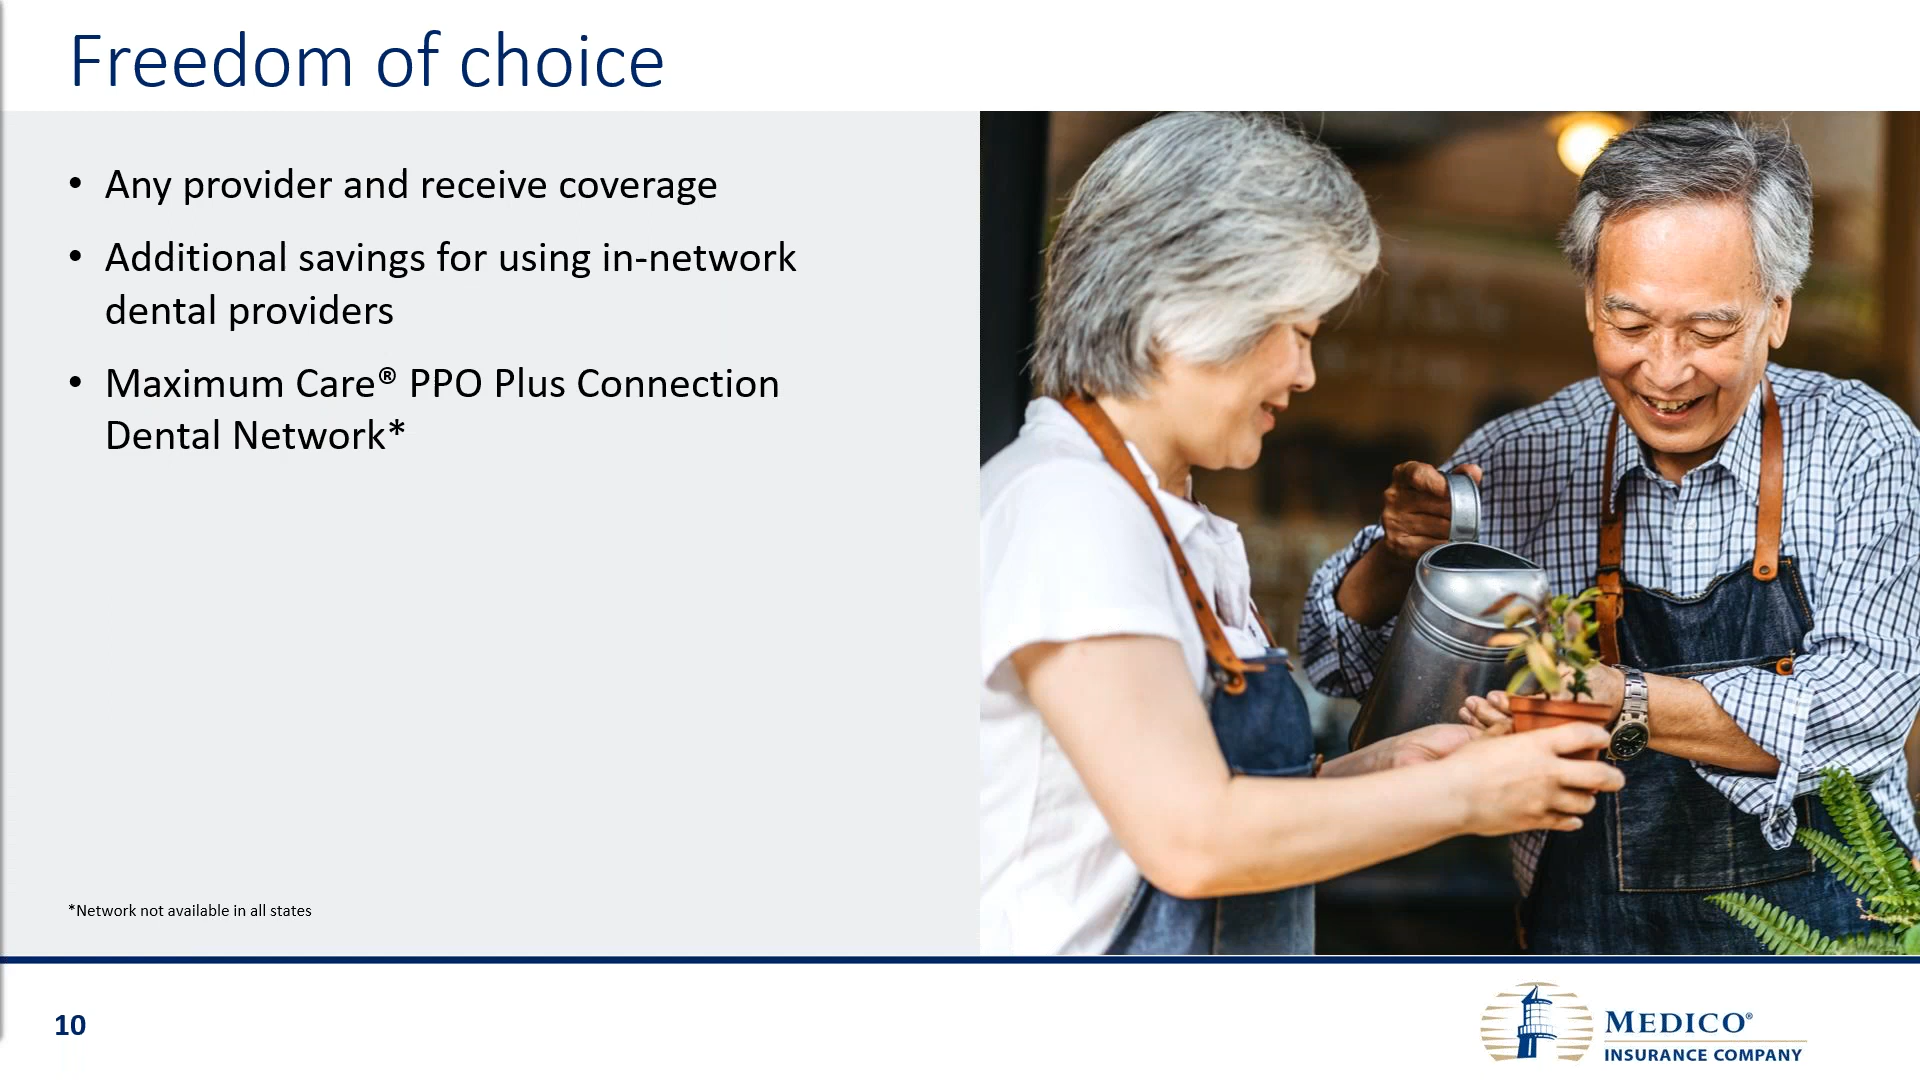 Freedom of choice
• Any provider and receive coverage
• Additional savings for using in-network
dental providers
• Maximum Care® PPO Plus Connection
Dental Network*
*Network not available in all states
10
MEDICO®
INSURANCE COMPANY